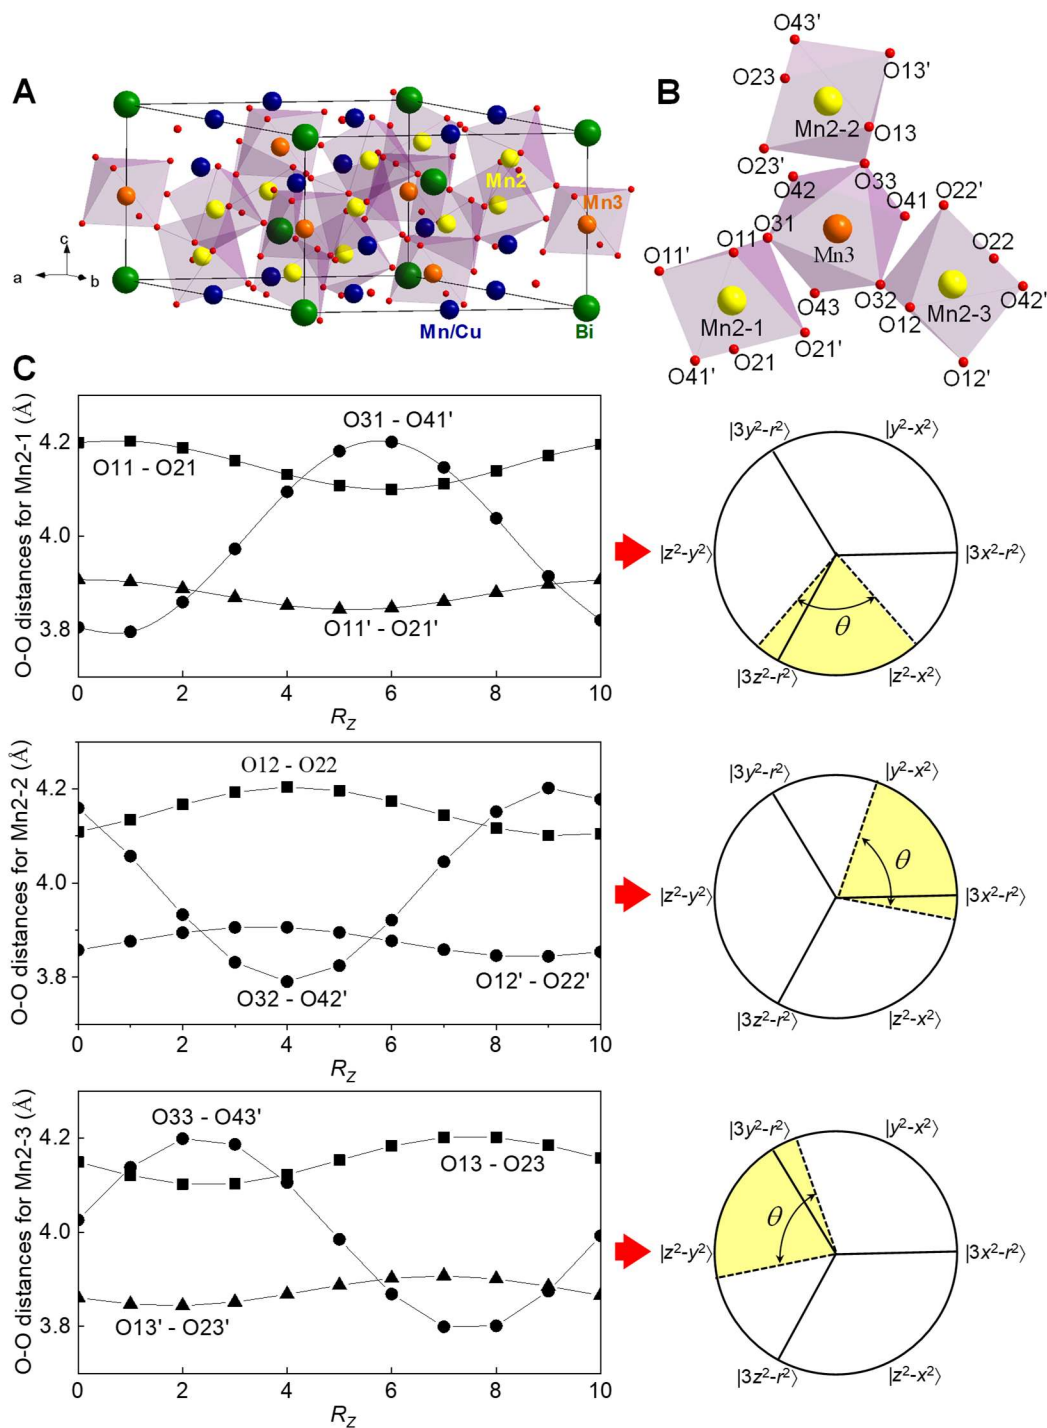 A
Mn2
Mn3
c
a
b
Mn/Cu
Bi
B
O43'
O23
O13'
Mn2-2
O13
O23'
O33
O42
O41
O22'
O31
O11
O11'
Mn3
O22
O43
O32
O42'
Mn2-1
O12
Mn2-3
O21'
O21
O41'
O12'
C
O-O distances for Mn2-1 (Å)
4.2
4.0
3.8
O31 - O41'
O11 - O21
O11' - O21'
0 2 4 6 8 10
R_Z
|3y²-r²⟩
|y²-x²⟩
|z²-y²⟩
|3x²-r²⟩
θ
|3z²-r²⟩
|z²-x²⟩
O-O distances for Mn2-2 (Å)
4.2
4.0
3.8
O12 - O22
O32 - O42'
O12' - O22'
0 2 4 6 8 10
R_Z
|3y²-r²⟩
|y²-x²⟩
|z²-y²⟩
|3x²-r²⟩
θ
|3z²-r²⟩
|z²-x²⟩
O-O distances for Mn2-3 (Å)
4.2
4.0
3.8
O33 - O43'
O13 - O23
O13' - O23'
0 2 4 6 8 10
R_Z
|3y²-r²⟩
|y²-x²⟩
|z²-y²⟩
|3x²-r²⟩
θ
|3z²-r²⟩
|z²-x²⟩